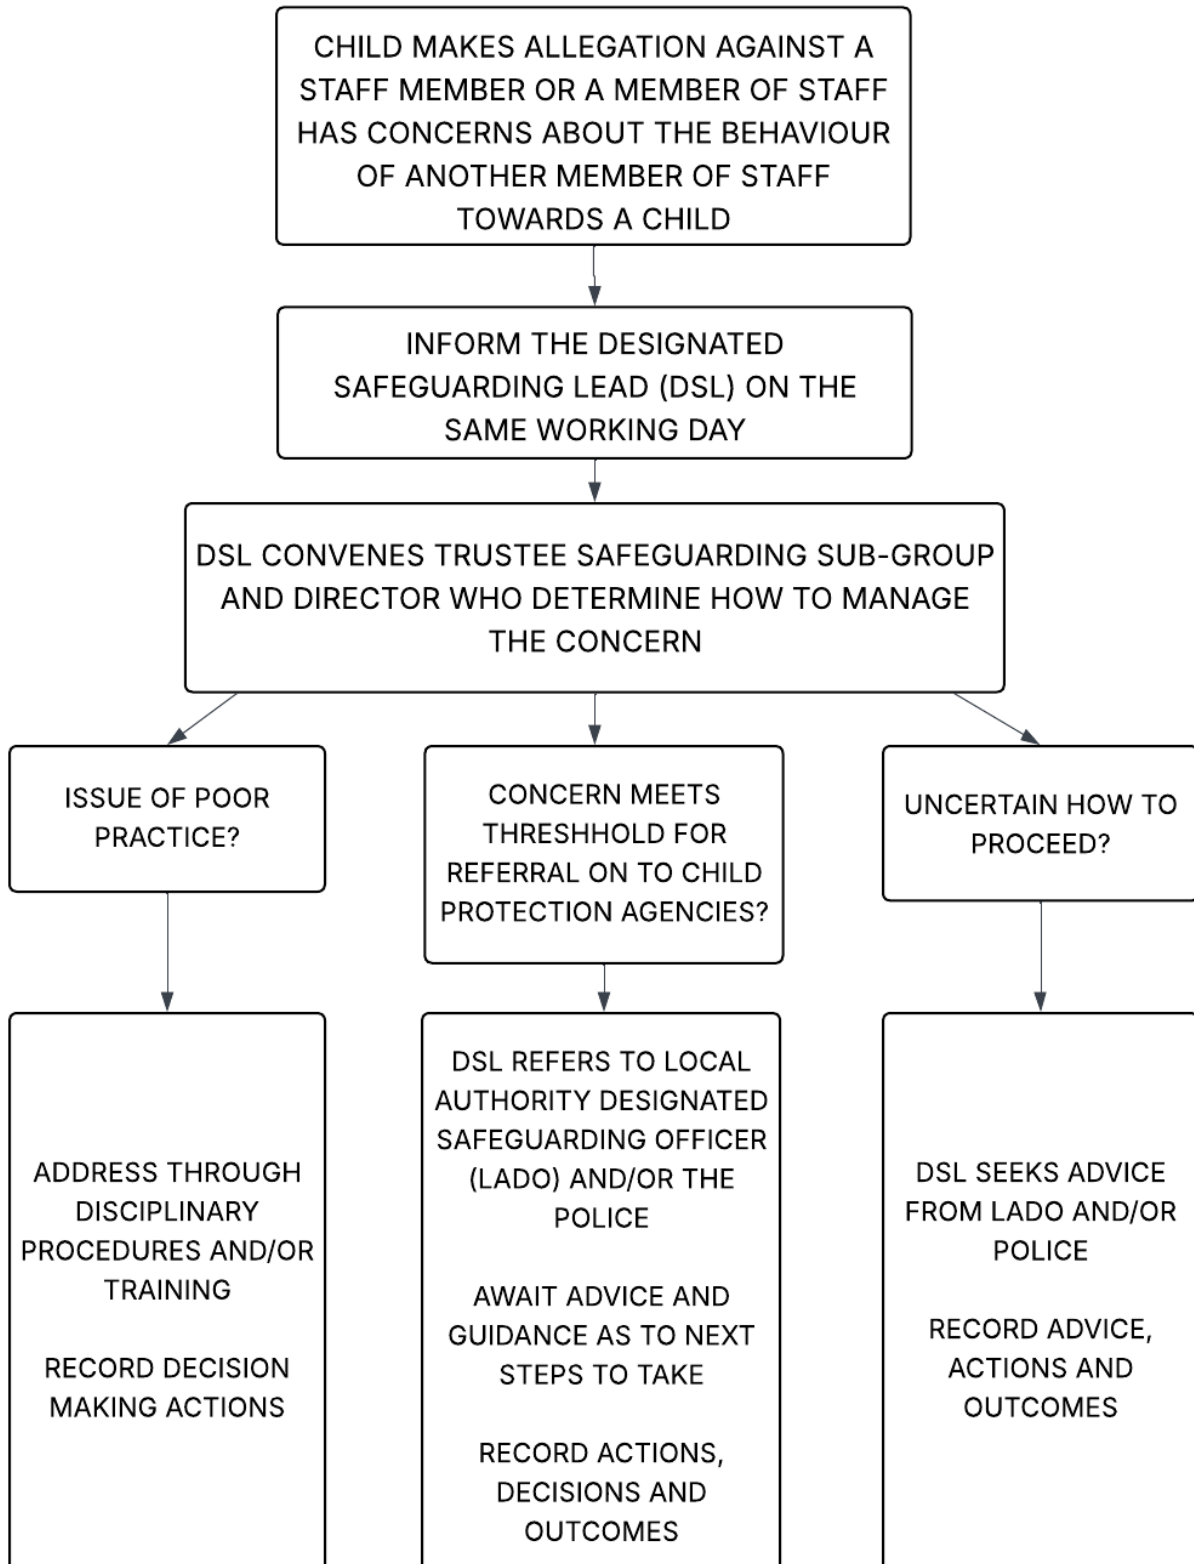 CHILD MAKES ALLEGATION AGAINST A
STAFF MEMBER OR A MEMBER OF STAFF
HAS CONCERNS ABOUT THE BEHAVIOUR
OF ANOTHER MEMBER OF STAFF
TOWARDS A CHILD
INFORM THE DESIGNATED
SAFEGUARDING LEAD (DSL) ON THE
SAME WORKING DAY
DSL CONVENES TRUSTEE SAFEGUARDING SUB-GROUP
AND DIRECTOR WHO DETERMINE HOW TO MANAGE
THE CONCERN
ISSUE OF POOR
PRACTICE?
CONCERN MEETS
THRESHHOLD FOR
REFERRAL ON TO CHILD
PROTECTION AGENCIES?
UNCERTAIN HOW TO
PROCEED?
ADDRESS THROUGH
DISCIPLINARY
PROCEDURES AND/OR
TRAINING
RECORD DECISION
MAKING ACTIONS
DSL REFERS TO LOCAL
AUTHORITY DESIGNATED
SAFEGUARDING OFFICER
(LADO) AND/OR THE
POLICE
AWAIT ADVICE AND
GUIDANCE AS TO NEXT
STEPS TO TAKE
RECORD ACTIONS,
DECISIONS AND
OUTCOMES
DSL SEEKS ADVICE
FROM LADO AND/OR
POLICE
RECORD ADVICE,
ACTIONS AND
OUTCOMES